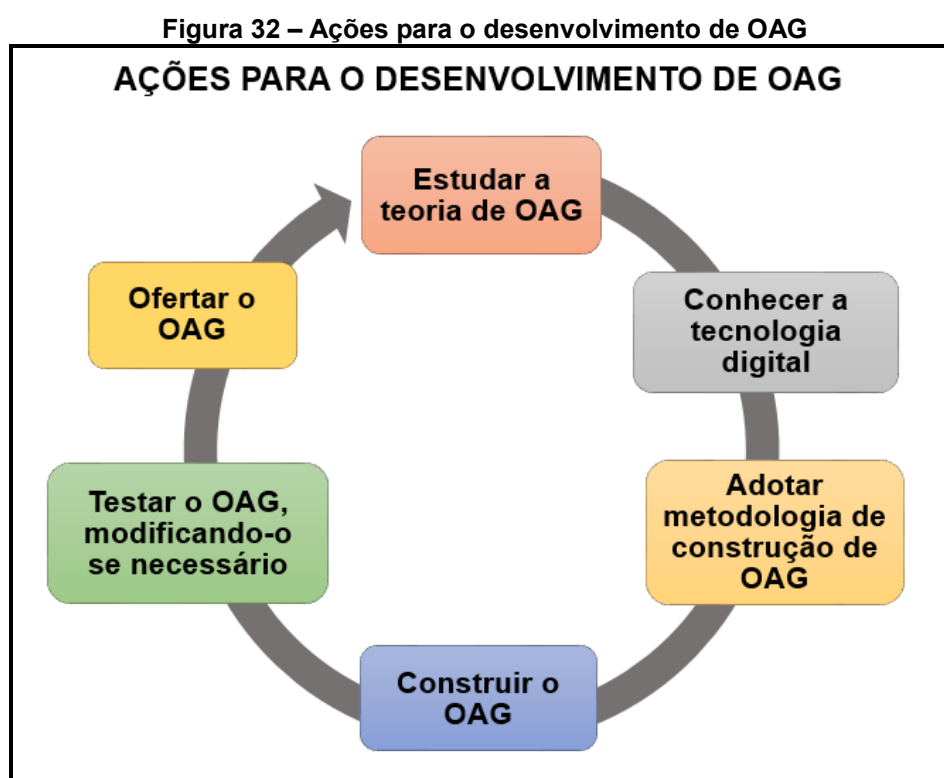 Figura 32 – Ações para o desenvolvimento de OAG
AÇÕES PARA O DESENVOLVIMENTO DE OAG
Estudar a
teoria de OAG
Conhecer a
tecnologia
digital
Adotar
metodologia de
construção de
OAG
Construir o
OAG
Testar o OAG,
modificando-o
se necessário
Ofertar o
OAG